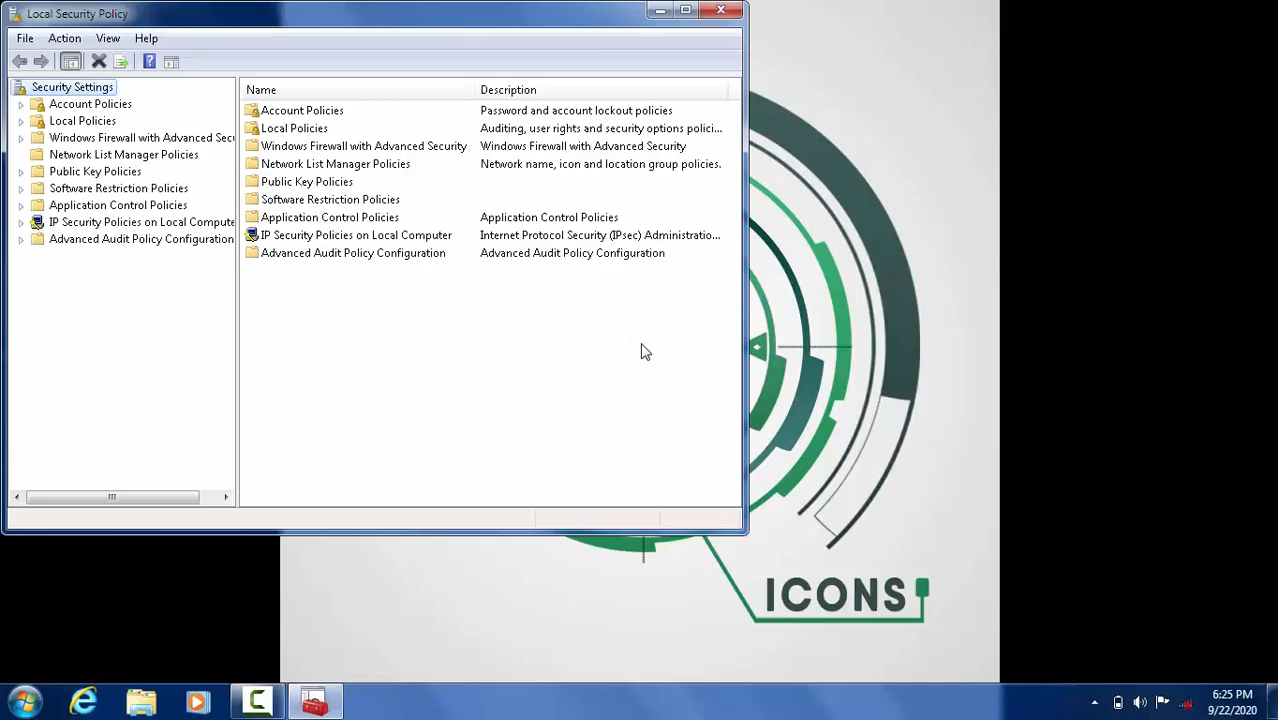 Local Security Policy
File Action View Help
Security Settings
Account Policies
Local Policies
Windows Firewall with Advanced Secu
Network List Manager Policies
Public Key Policies
Software Restriction Policies
Application Control Policies
IP Security Policies on Local Compute
Advanced Audit Policy Configuration
Name Description
Account Policies Password and account lockout policies
Local Policies Auditing, user rights and security options polici...
Windows Firewall with Advanced Security Windows Firewall with Advanced Security
Network List Manager Policies Network name, icon and location group policies.
Public Key Policies
Software Restriction Policies
Application Control Policies Application Control Policies
IP Security Policies on Local Computer Internet Protocol Security (IPsec) Administratio...
Advanced Audit Policy Configuration Advanced Audit Policy Configuration
ICONS
6:25 PM
9/22/2020